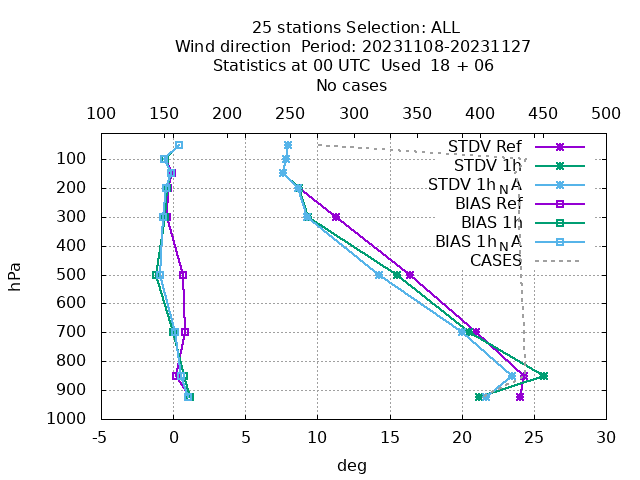 25 stations Selection: ALL
Wind direction  Period: 20231108-20231127
Statistics at 00 UTC  Used  18 + 06
No cases
100 150 200 250 300 350 400 450 500
STDV Ref
STDV 1h
STDV 1h_N A
BIAS Ref
BIAS 1h
BIAS 1h_N A
CASES
hPa
100
200
300
400
500
600
700
800
900
1000
-5 0 5 10 15 20 25 30
deg